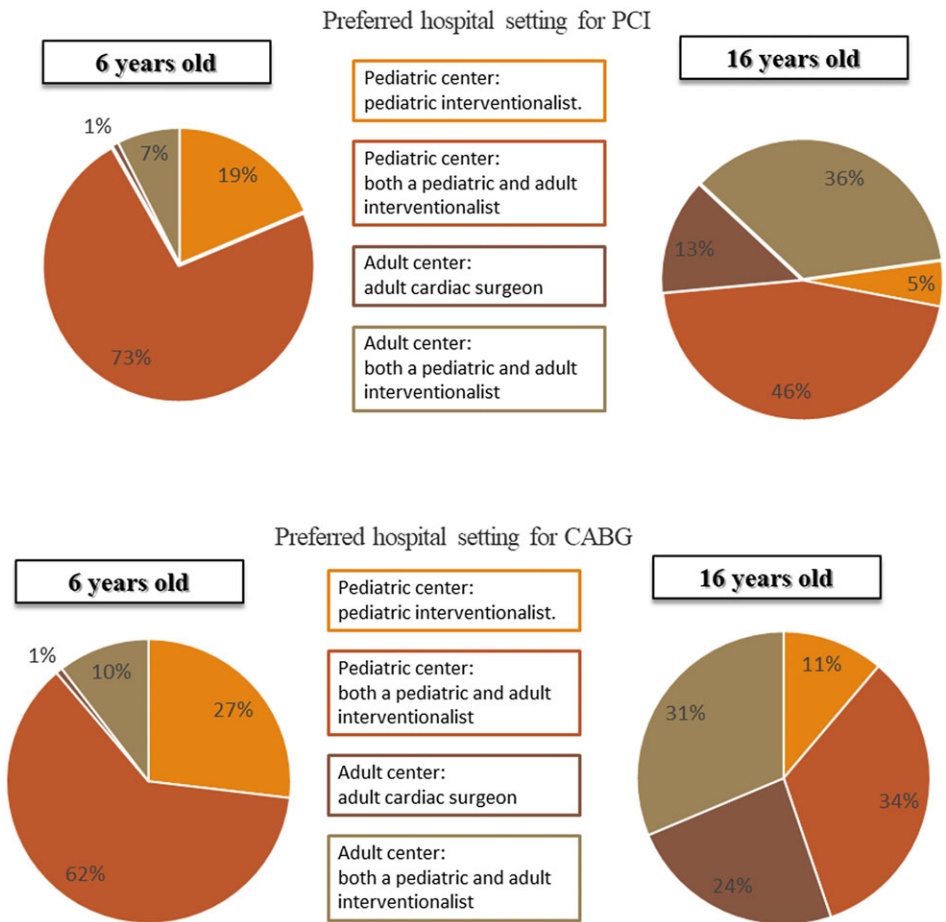 Preferred hospital setting for PCI
6 years old
16 years old
Pediatric center:
pediatric interventionalist.
Pediatric center:
both a pediatric and adult
interventionalist
Adult center:
adult cardiac surgeon
Adult center:
both a pediatric and adult
interventionalist
1%
7%
19%
73%
36%
13%
5%
46%
Preferred hospital setting for CABG
6 years old
16 years old
Pediatric center:
pediatric interventionalist.
Pediatric center:
both a pediatric and adult
interventionalist
Adult center:
adult cardiac surgeon
Adult center:
both a pediatric and adult
interventionalist
1%
10%
27%
62%
11%
31%
34%
24%